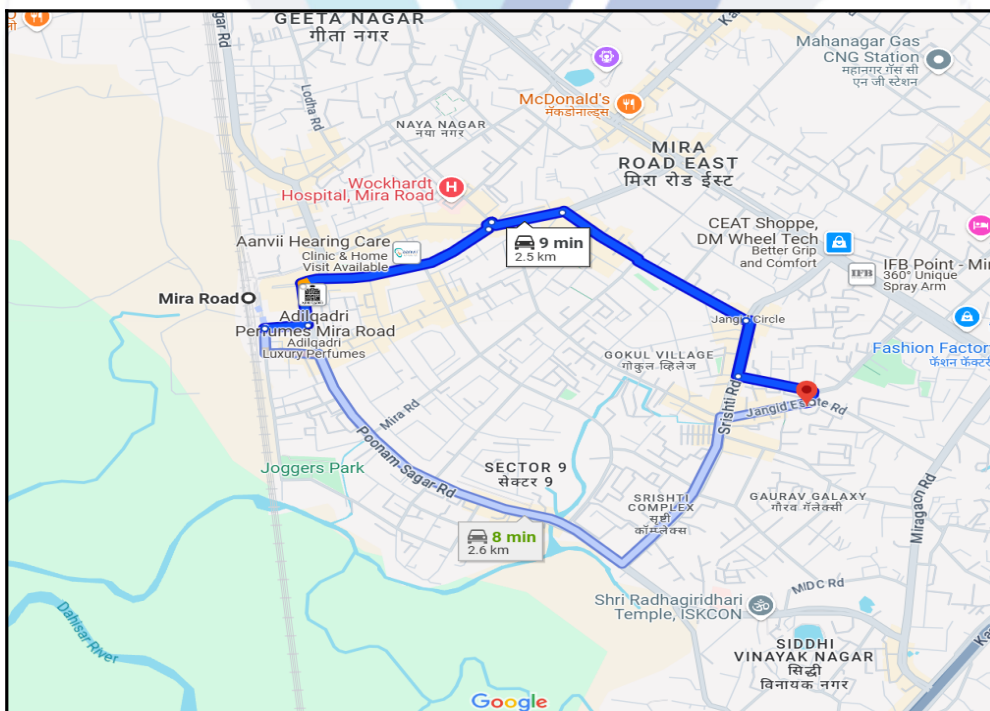 GEETA NAGAR
गीता नगर
Mahanagar Gas
CNG Station
महानगर गॅस सी
एन जी स्टेशन
McDonald's
मॅकडोनाल्ड्स
Lodha Rd
NAYA NAGAR
नया नगर
MIRA
ROAD EAST
मिरा रोड ईस्ट
Wockhardt
Hospital, Mira Road
H
CEAT Shoppe,
DM Wheel Tech
Better Grip
and Comfort
Aanvii Hearing Care
Clinic & Home
Visit Available
9 min
2.5 km
IFB
IFB Point - Mir
360° Unique
Spray Arm
Mira Road
Adilqadri
Perfumes Mira Road
Adilqadri
Luxury Perfumes
Jangid Circle
GOKUL VILLAGE
गोकुल व्हिलेज
Fashion Factory
फॅशन फॅक्टरी
Srishti Rd
Jangid Estate Rd
Mira Rd
Poonam-Sagar-Rd
Joggers Park
SECTOR 9
सेक्टर 9
SRISHTI
COMPLEX
सृष्टी
कॉम्प्लेक्स
GAURAV GALAXY
गौरव गॅलेक्सी
Miragaon Rd
8 min
2.6 km
MIDC Rd
Shri Radhagiridhari
Temple, ISKCON
Dahisar River
SIDDHI
VINAYAK NAGAR
सिद्धी
विनायक नगर
Google